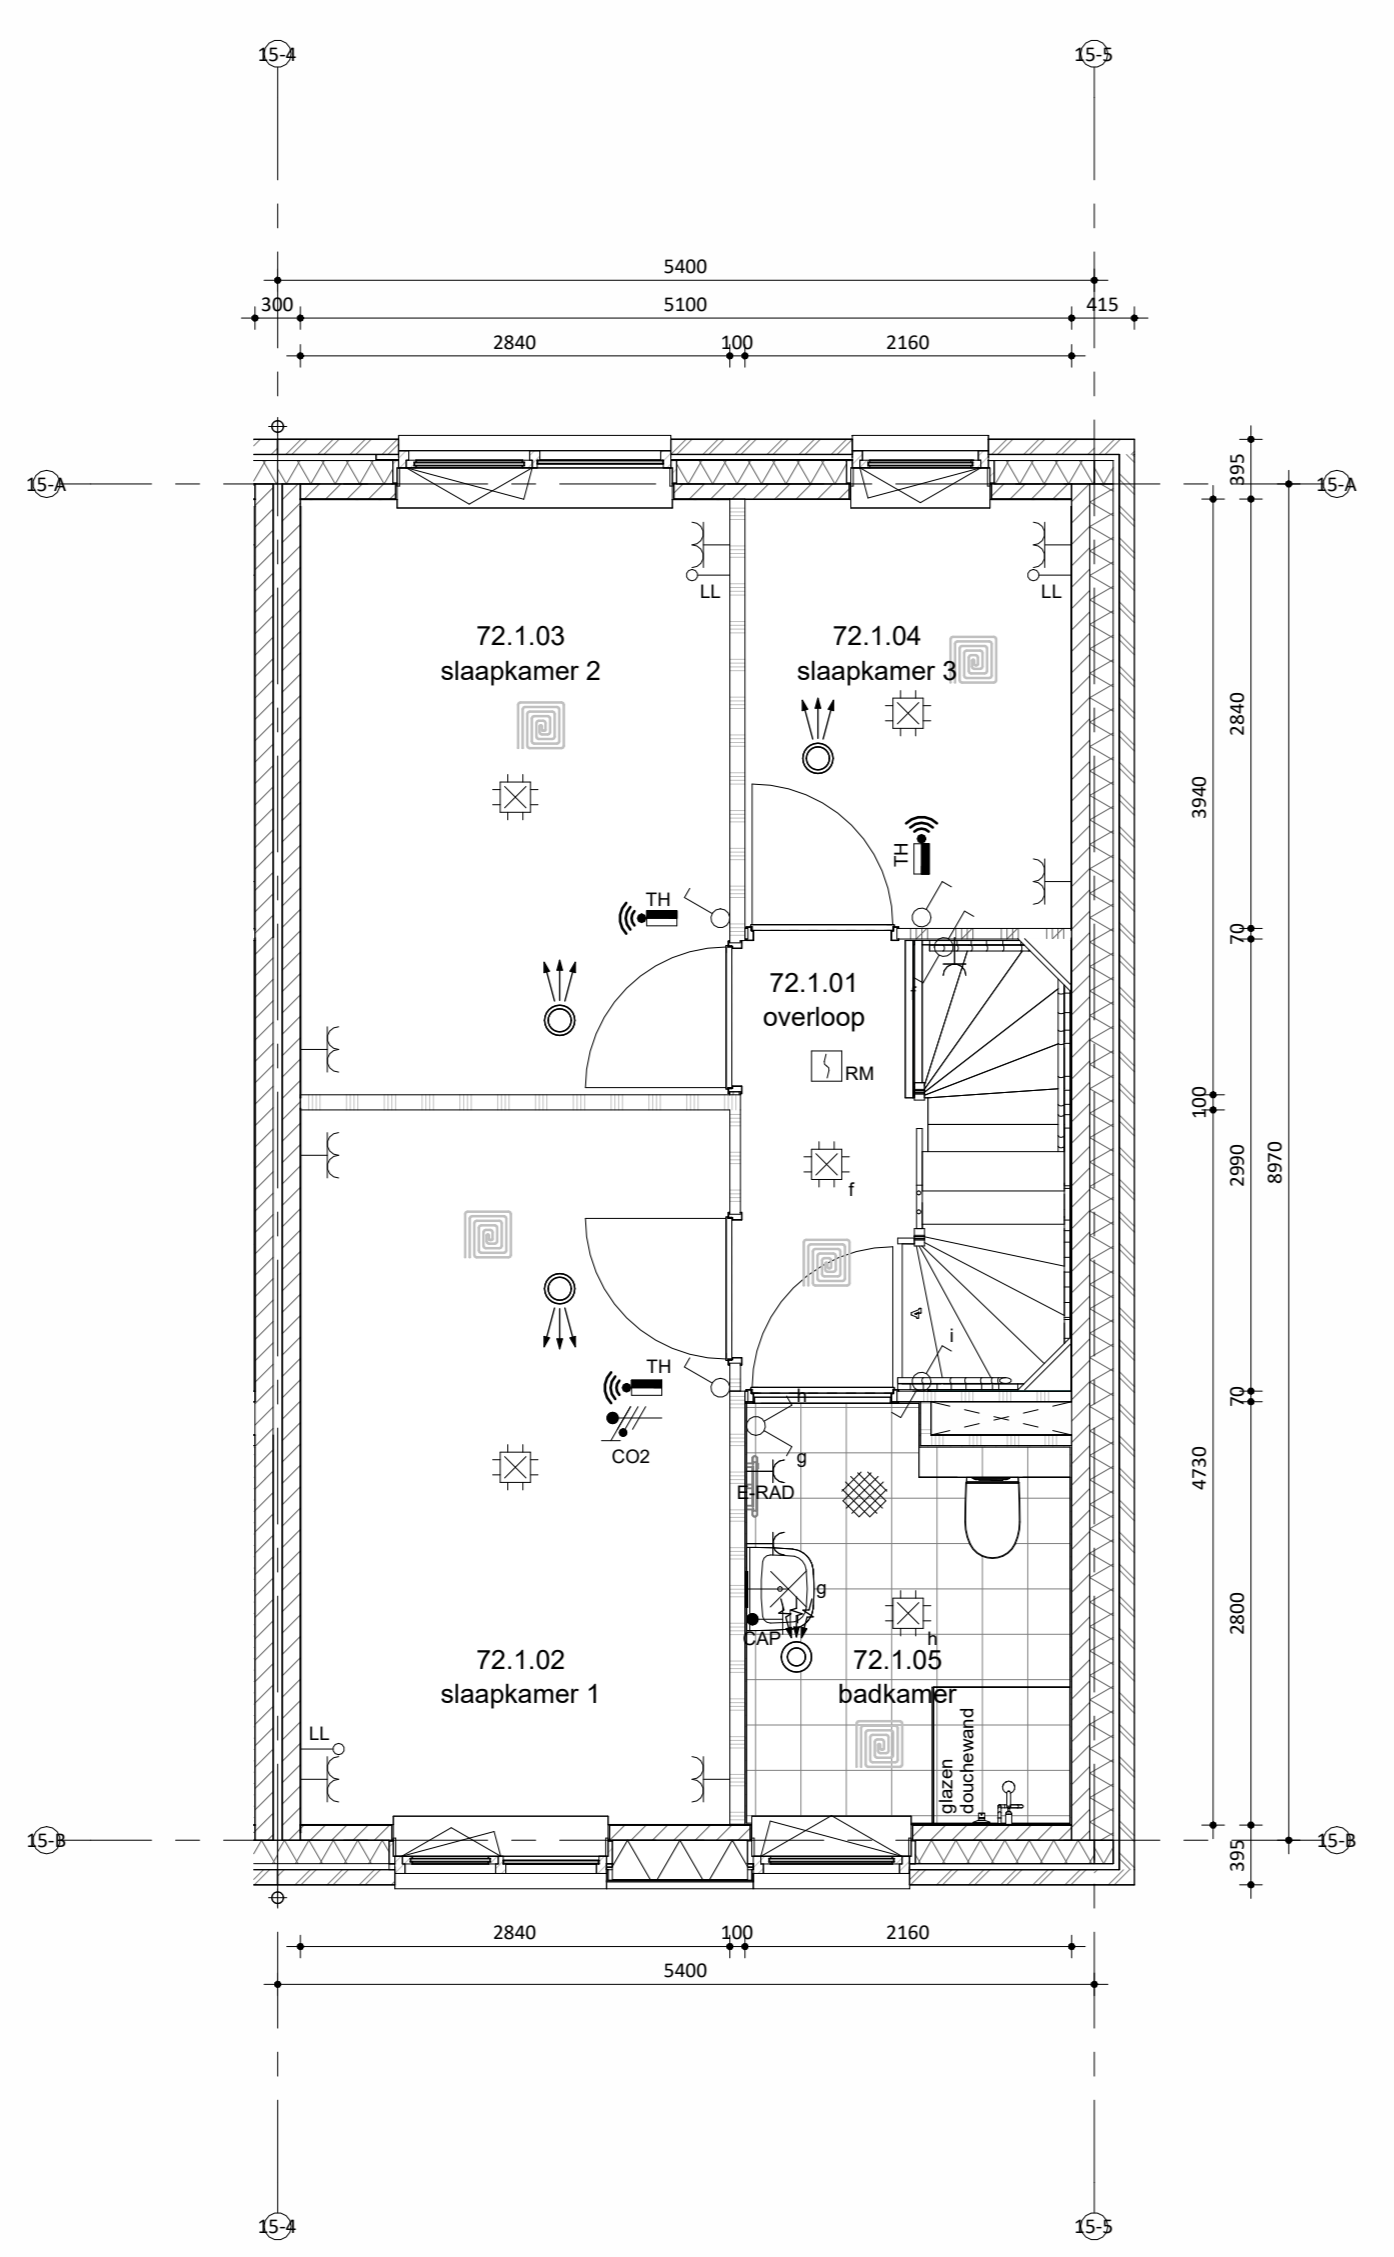 15-4
15-5
5400
300
5100
415
2840
100
2160
395
15-A
15-A
LL
LL
72.1.03
slaapkamer 2
72.1.04
slaapkamer 3
2840
3940
TH
TH
70
72.1.01
overloop
RM
100
2990
8970
f
i
TH
h
70
CO2
g
E-RAD
4730
g
CAP
h
2800
72.1.02
slaapkamer 1
72.1.05
badkamer
LL
glazen
douchewand
15-B
15-B
395
2840
100
2160
5400
15-4
15-5